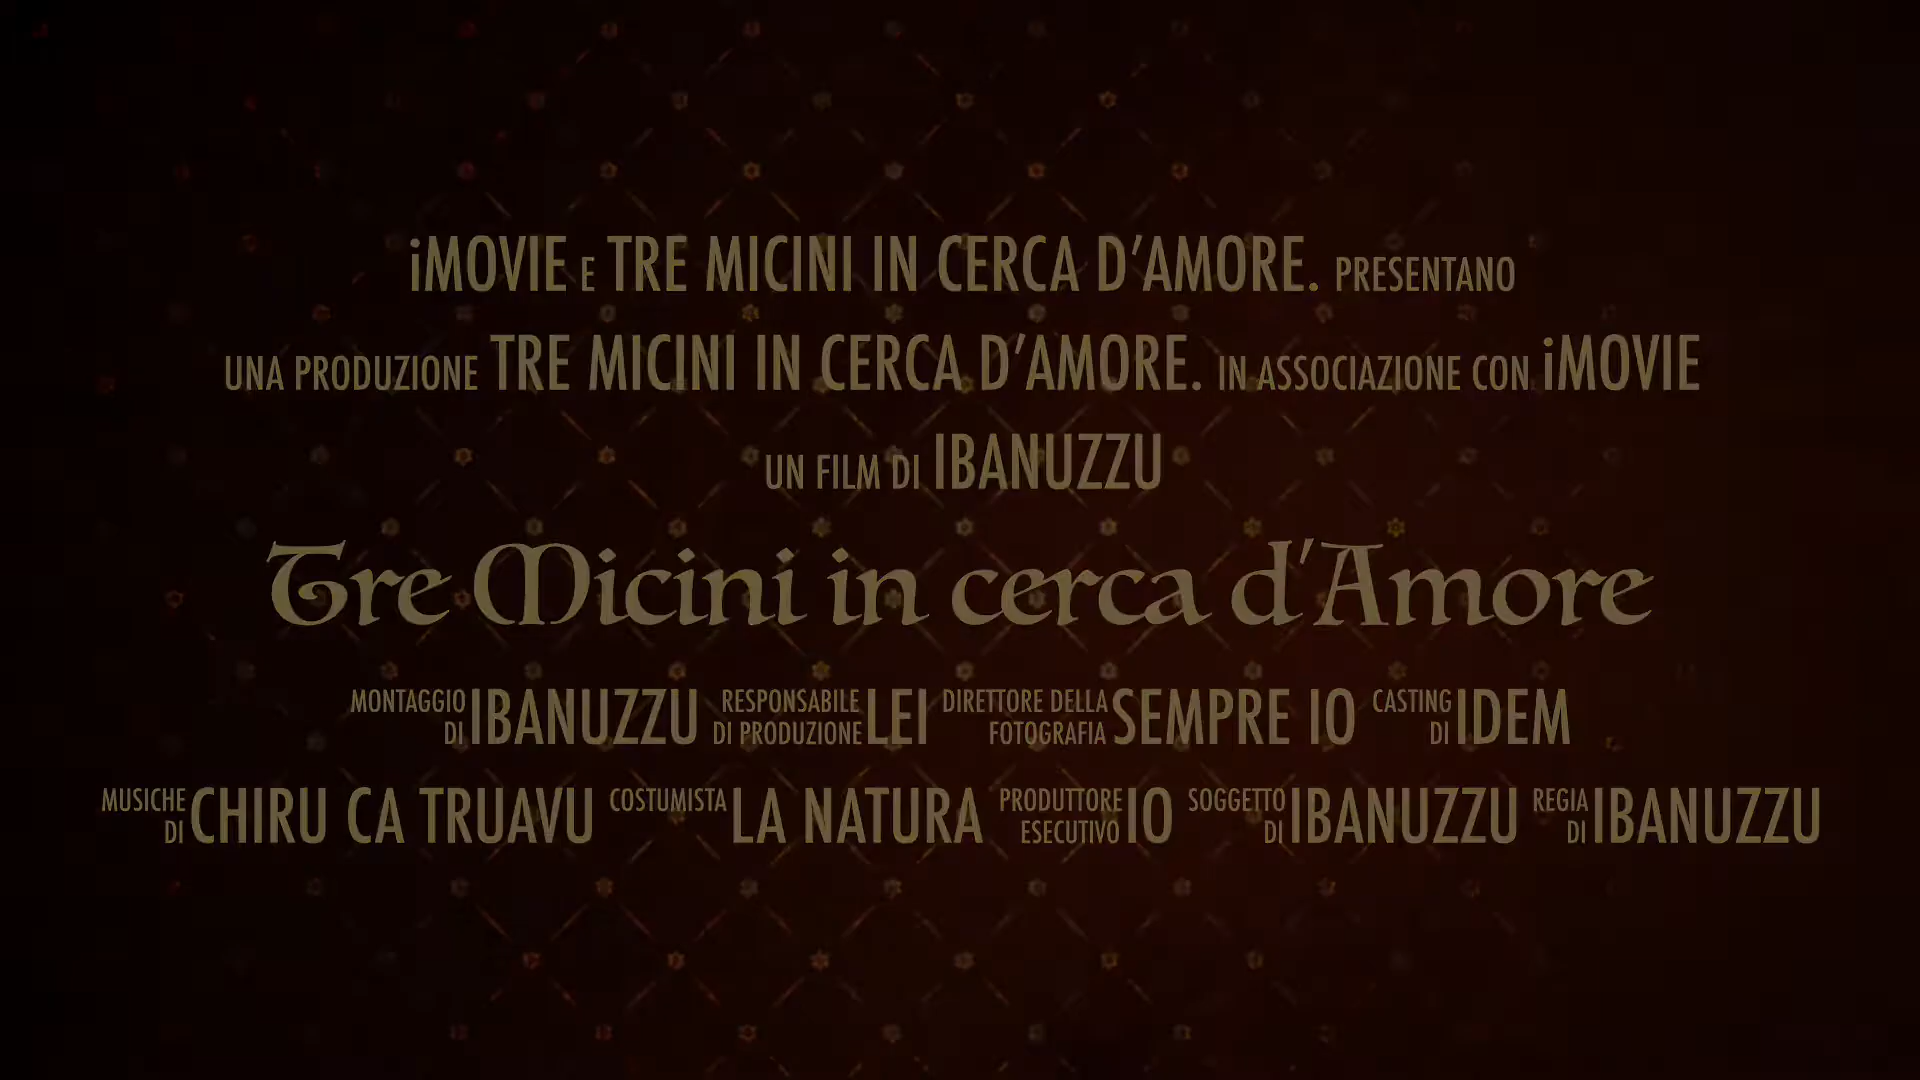 iMOVIE E TRE MICINI IN CERCA D'AMORE. PRESENTANO
UNA PRODUZIONE TRE MICINI IN CERCA D'AMORE. IN ASSOCIAZIONE CON iMOVIE
UN FILM DI IBANUZZU
Tre Micini in cerca d'Amore
MONTAGGIO DI IBANUZZU RESPONSABILE DI PRODUZIONE LEI DIRETTORE DELLA FOTOGRAFIA SEMPRE IO CASTING DI IDEM
MUSICHE DI CHIRU CA TRUAVU COSTUMISTA LA NATURA PRODUTTORE ESECUTIVO IO SOGGETTO DI IBANUZZU REGIA DI IBANUZZU